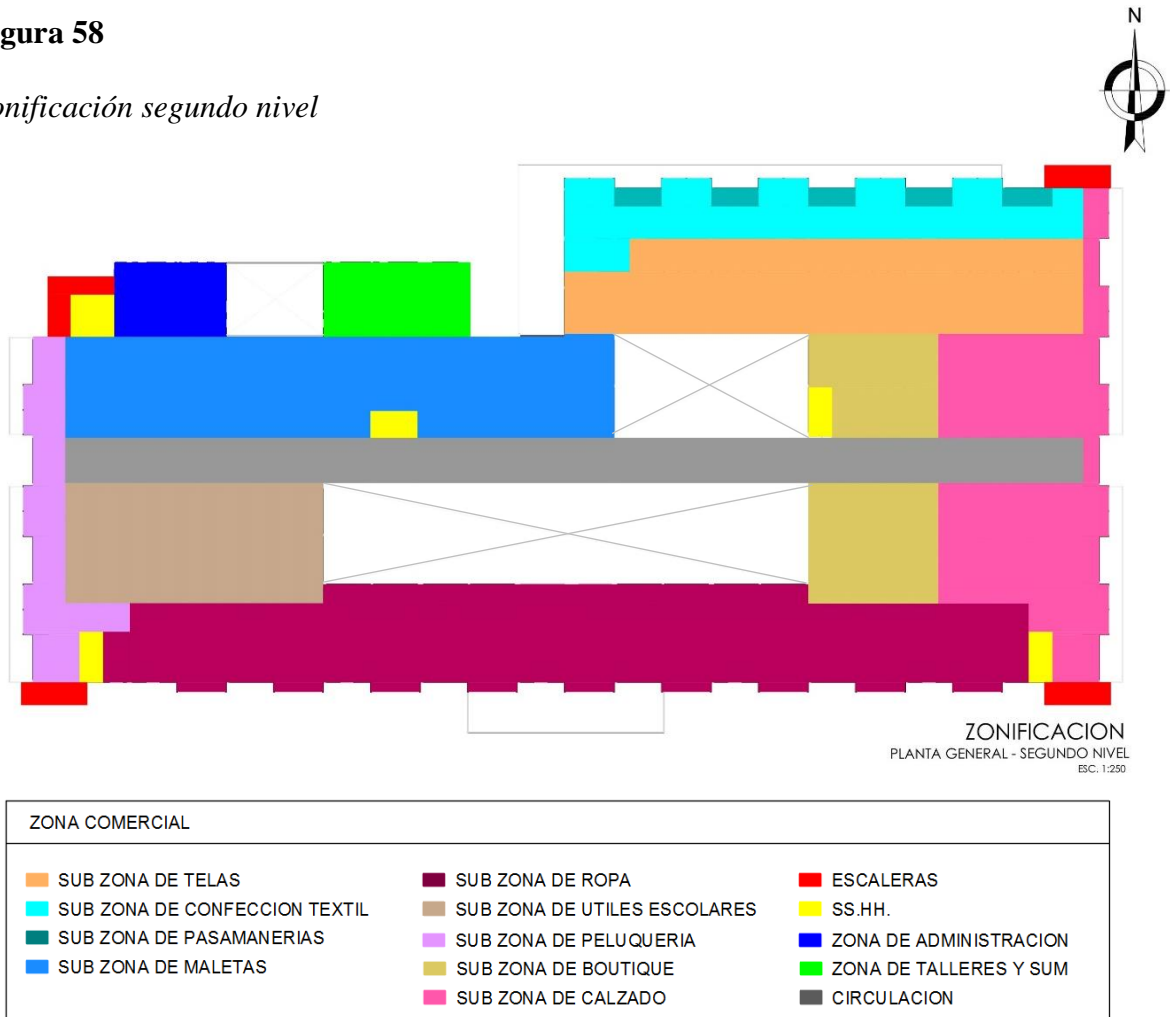 gura 58
N
onificación segundo nivel
ZONIFICACION
PLANTA GENERAL - SEGUNDO NIVEL
ESC. 1:250
ZONA COMERCIAL
SUB ZONA DE TELAS
SUB ZONA DE CONFECCION TEXTIL
SUB ZONA DE PASAMANERIAS
SUB ZONA DE MALETAS
SUB ZONA DE ROPA
SUB ZONA DE UTILES ESCOLARES
SUB ZONA DE PELUQUERIA
SUB ZONA DE BOUTIQUE
SUB ZONA DE CALZADO
ESCALERAS
SS.HH.
ZONA DE ADMINISTRACION
ZONA DE TALLERES Y SUM
CIRCULACION